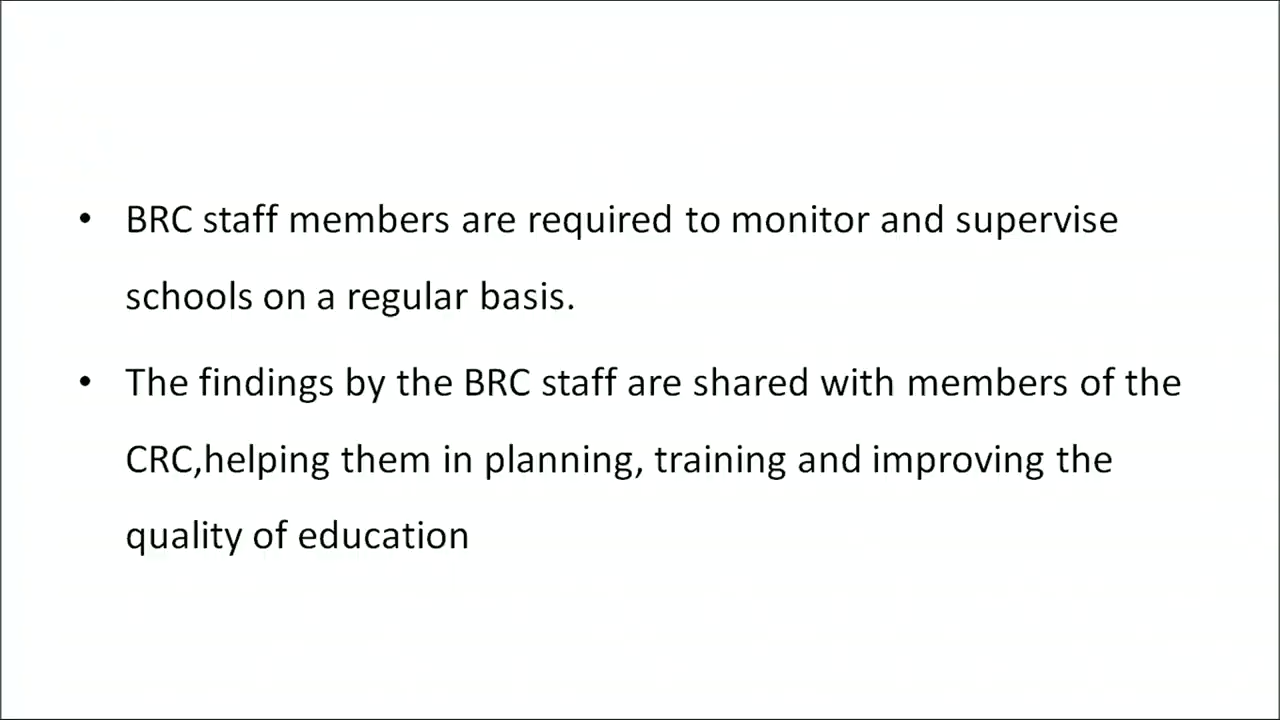 • BRC staff members are required to monitor and supervise
schools on a regular basis.
• The findings by the BRC staff are shared with members of the
CRC,helping them in planning, training and improving the
quality of education